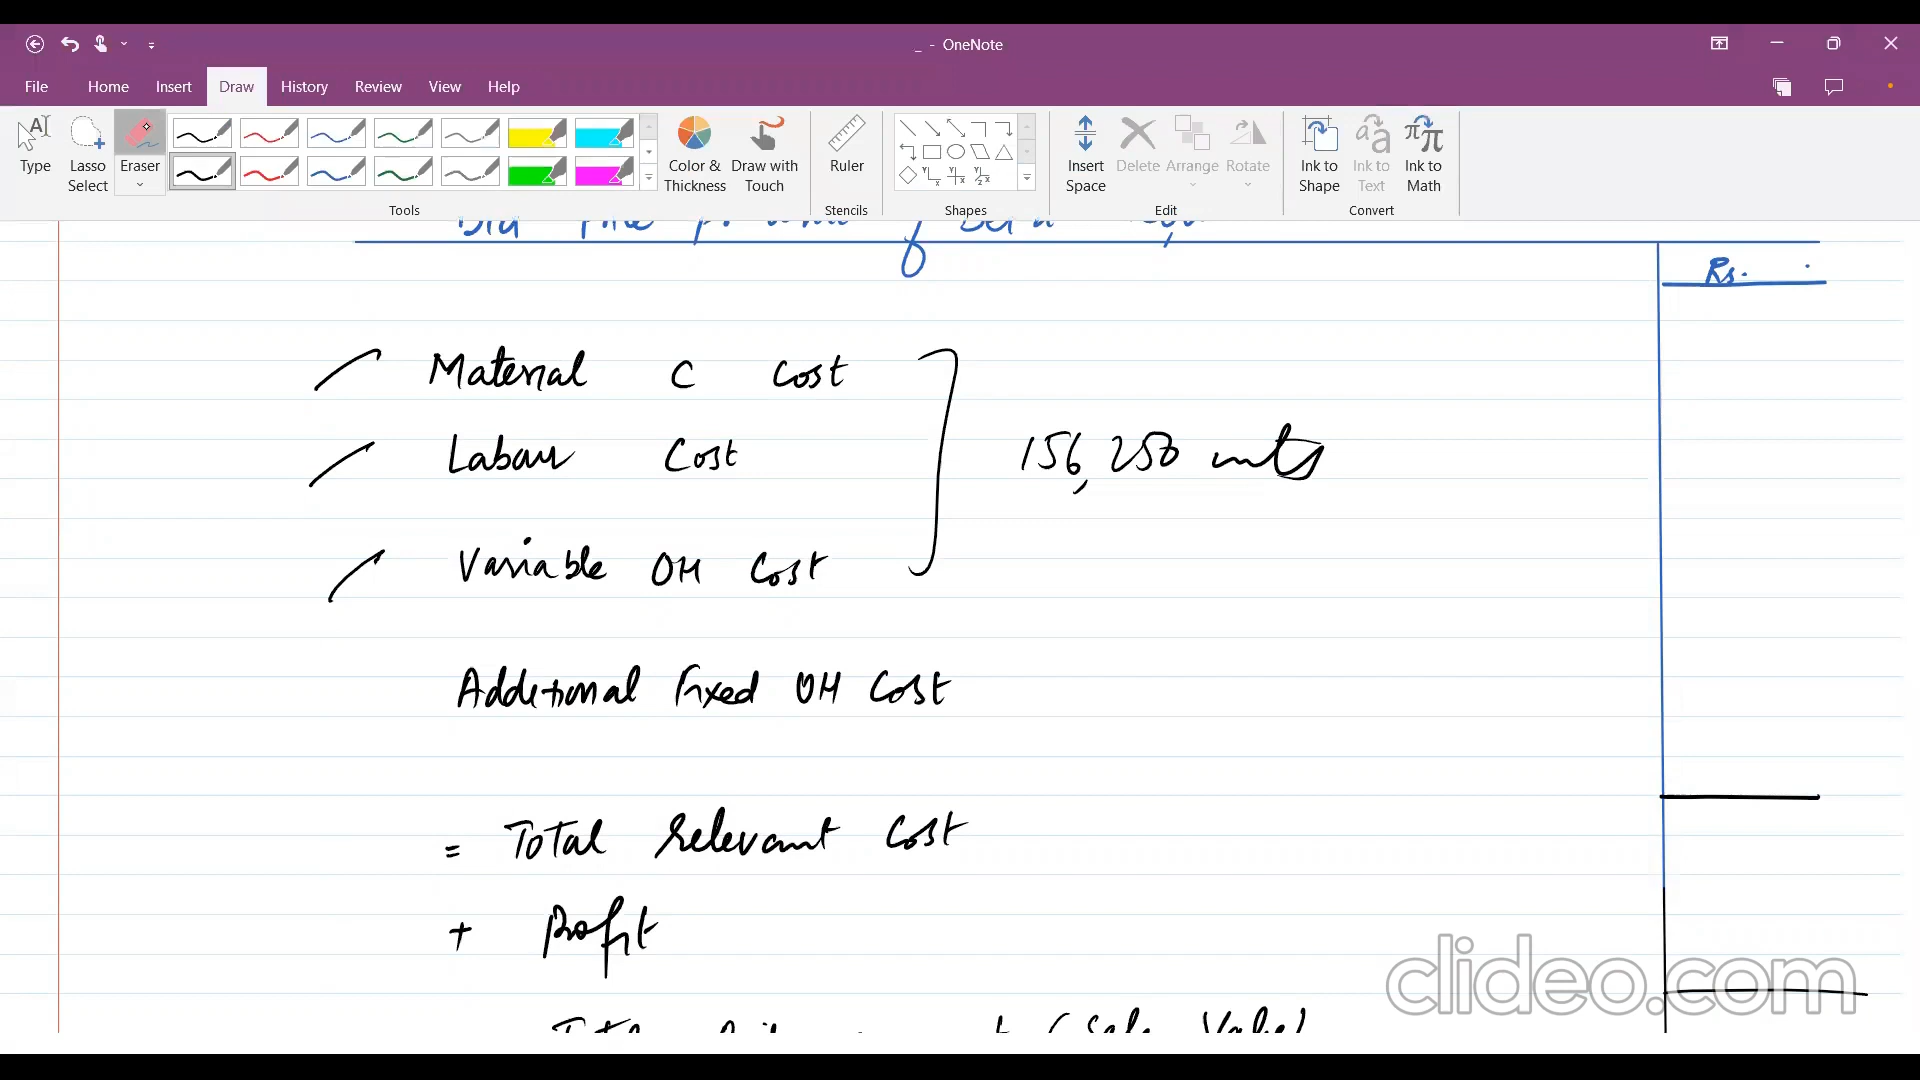 _ - OneNote
File Home Insert Draw History Review View Help
Type
Lasso Select
Eraser
Color & Thickness
Draw with Touch
Ruler
Insert Space
Delete
Arrange
Rotate
Ink to Shape
Ink to Text
Ink to Math
Tools Stencils Shapes Edit Convert
Rs.
Material C Cost
Labour Cost
156,250 units
Variable OH Cost
Additional Fixed OH Cost
= Total Relevant Cost
+ Profit
(Sale Value)
clideo.com